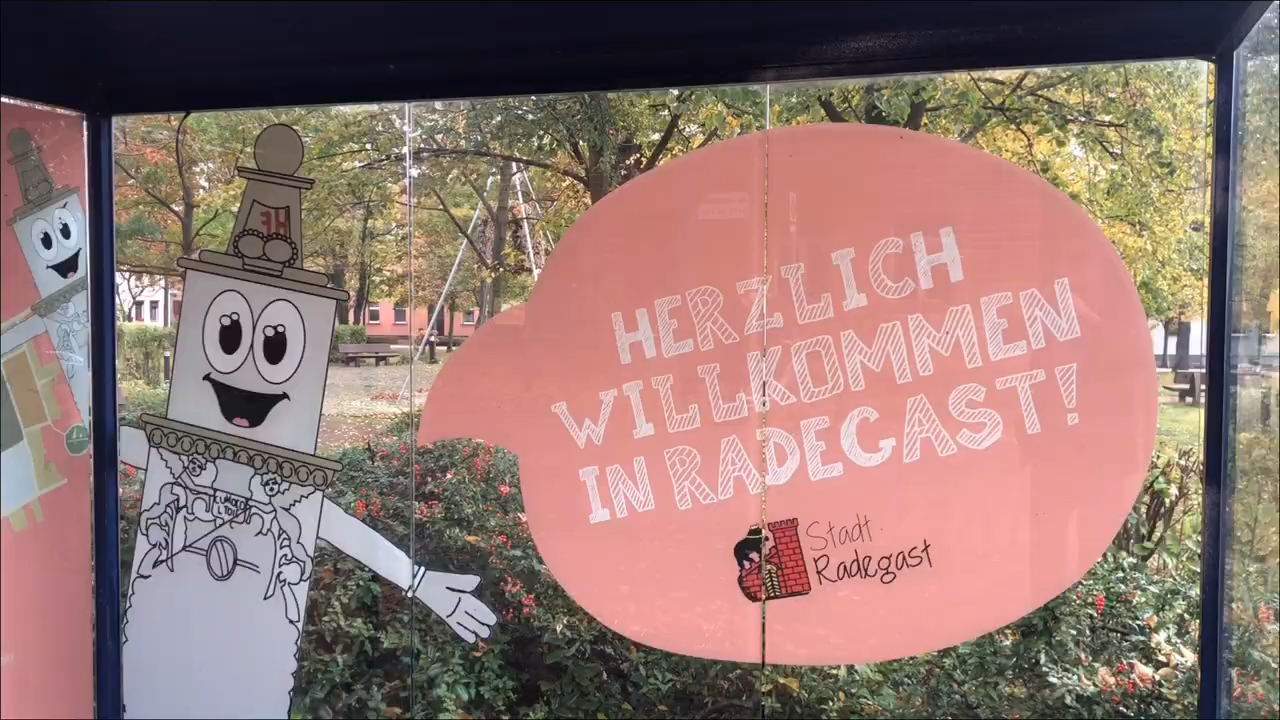 HERZLICH
WILLKOMMEN
IN RADEGAST!
Stadt
Radegast